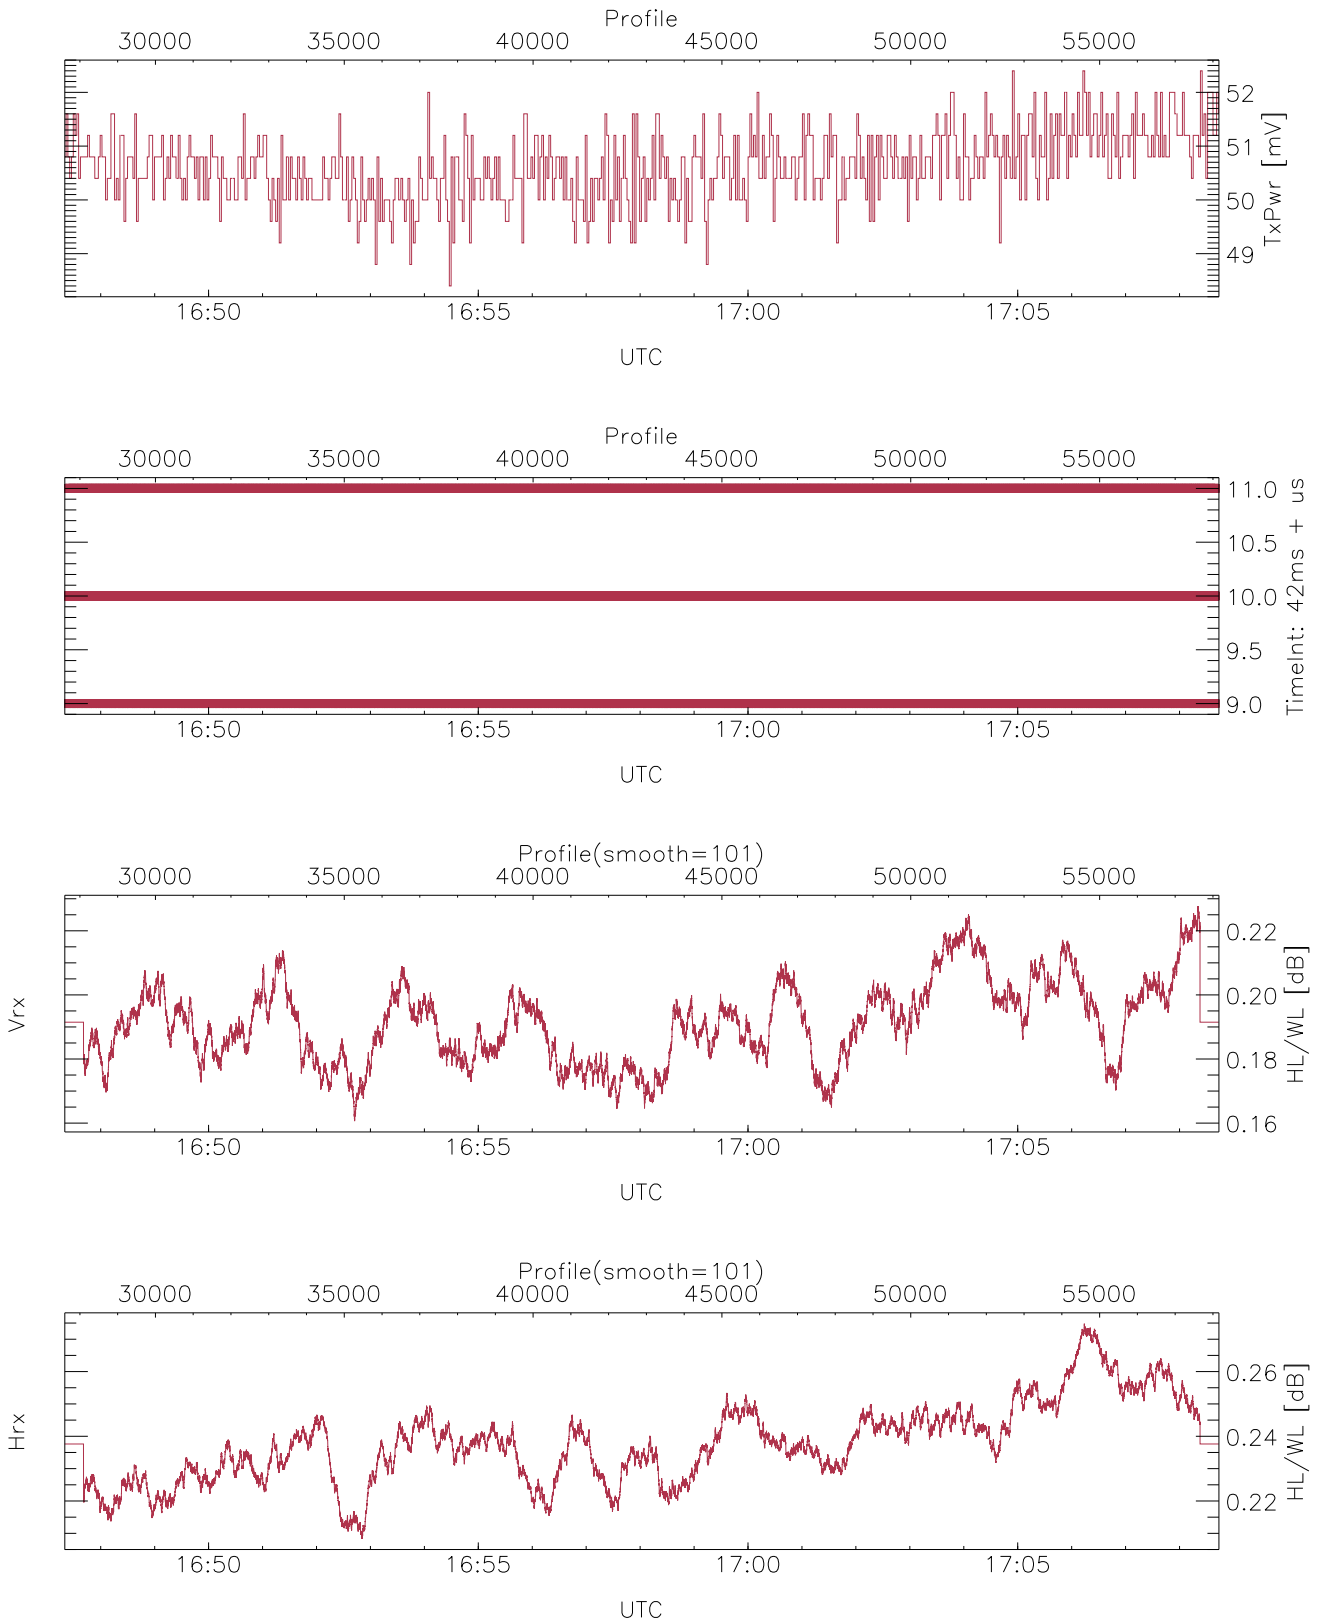 Profile
30000 35000 40000 45000 50000 55000
52
51
50
49
TxPwr [mV]
16:50 16:55 17:00 17:05
UTC
Profile
30000 35000 40000 45000 50000 55000
11.0
10.5
10.0
9.5
9.0
TimeInt: 42ms + us
16:50 16:55 17:00 17:05
UTC
Profile(smooth=101)
30000 35000 40000 45000 50000 55000
Vrx
0.22
0.20
0.18
0.16
HL/WL [dB]
16:50 16:55 17:00 17:05
UTC
Profile(smooth=101)
30000 35000 40000 45000 50000 55000
Hrx
0.26
0.24
0.22
HL/WL [dB]
16:50 16:55 17:00 17:05
UTC